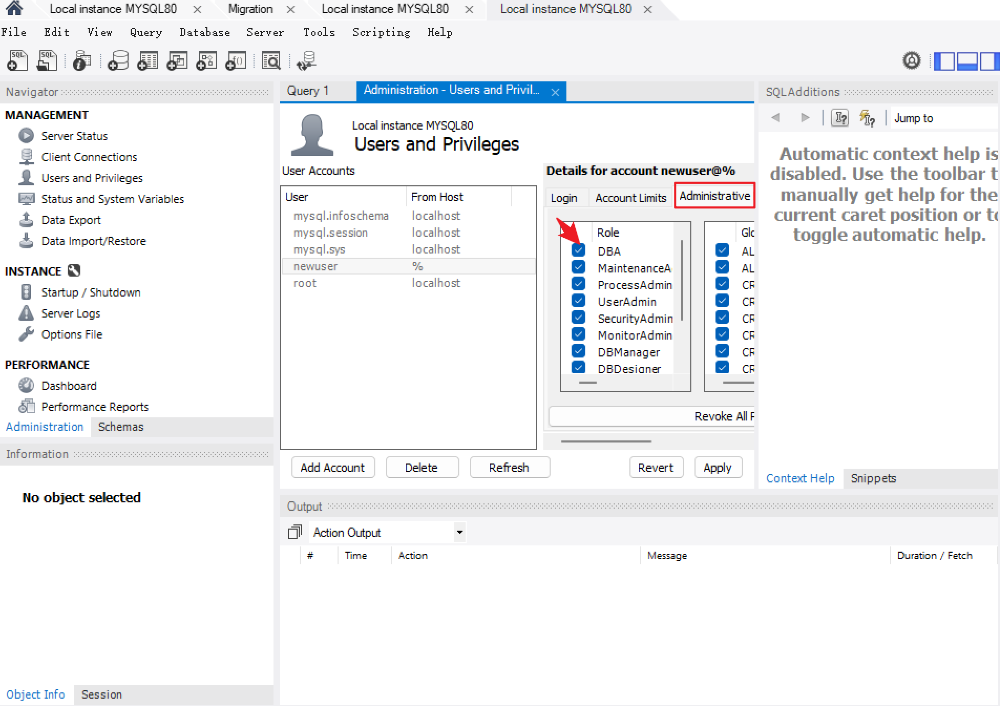 Local instance MYSQL80
Migration
Local instance MYSQL80
Local instance MYSQL80
File Edit View Query Database Server Tools Scripting Help
Navigator
MANAGEMENT
Server Status
Client Connections
Users and Privileges
Status and System Variables
Data Export
Data Import/Restore
INSTANCE
Startup / Shutdown
Server Logs
Options File
PERFORMANCE
Dashboard
Performance Reports
Administration Schemas
Information
No object selected
Object Info Session
Query 1
Administration - Users and Privil...
Local instance MYSQL80
Users and Privileges
User Accounts
User From Host
mysql.infoschema localhost
mysql.session localhost
mysql.sys localhost
newuser %
root localhost
Details for account newuser@%
Login Account Limits Administrative
Role
DBA
MaintenanceA
ProcessAdmin
UserAdmin
SecurityAdmin
MonitorAdmin
DBManager
DBDesigner
Glo
AL
AL
CR
CR
CR
CR
CR
CR
Revoke All
Add Account Delete Refresh Revert Apply
SQLAdditions
Jump to
Automatic context help is
disabled. Use the toolbar t
manually get help for the
current caret position or to
toggle automatic help.
Context Help Snippets
Output
Action Output
# Time Action Message Duration / Fetch